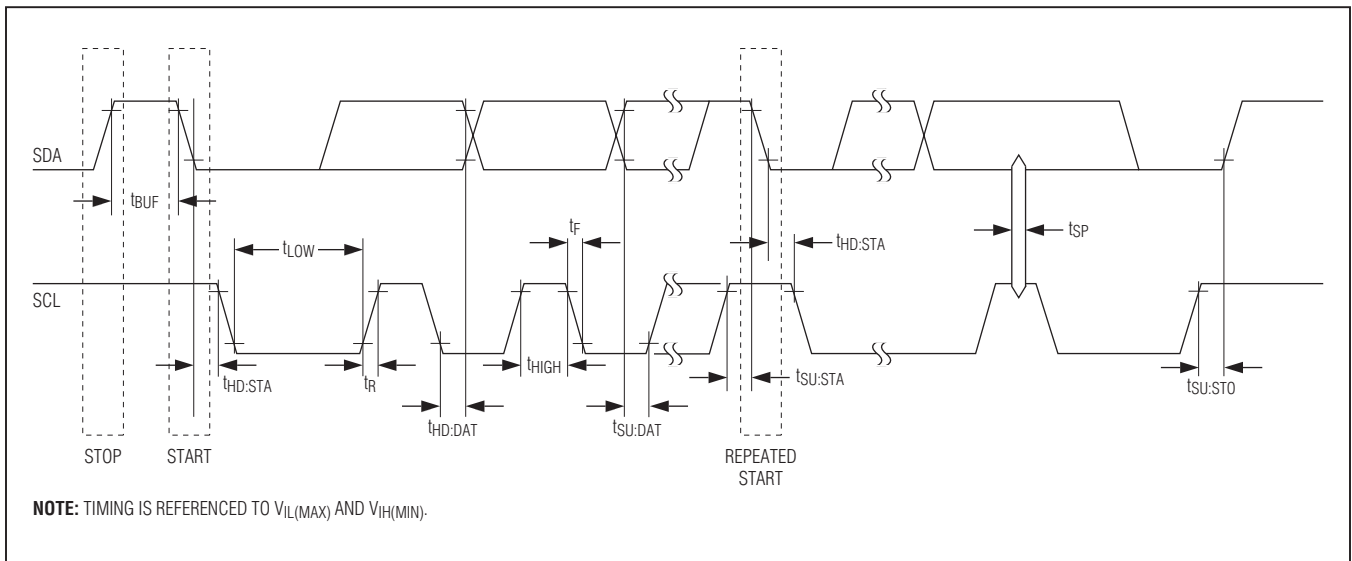 SDA
tBUF
tLOW
tF
tHD:STA
tSP
SCL
tHD:STA
tR
tHIGH
tSU:STA
tSU:STO
tHD:DAT
tSU:DAT
STOP
START
REPEATED
START
NOTE: TIMING IS REFERENCED TO VIL(MAX) AND VIH(MIN).